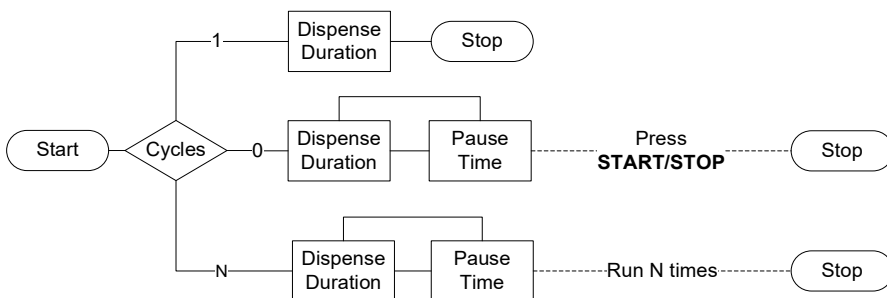 1
Dispense
Duration
Stop
Start
Cycles
0
Dispense
Duration
Pause
Time
Press
START/STOP
Stop
N
Dispense
Duration
Pause
Time
Run N times
Stop